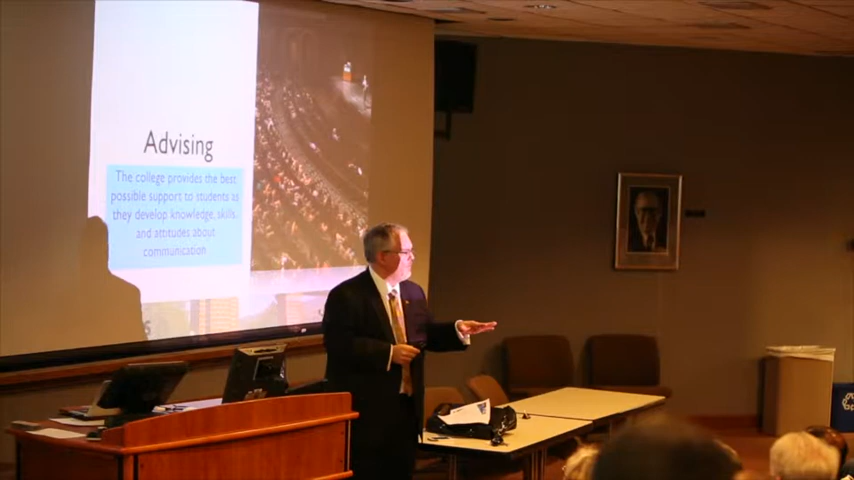 Advising
The college provides the best
possible support to students as
they develop knowledge, skills,
and attitudes about
communication